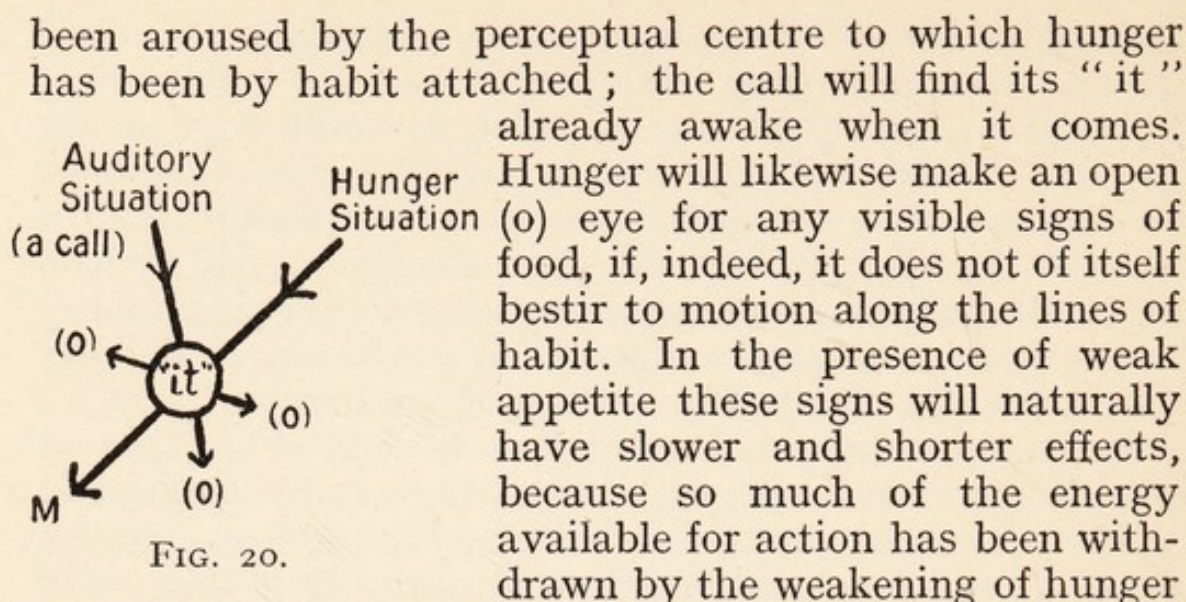 been aroused by the perceptual centre to which hunger
has been by habit attached ; the call will find its “ it ”
already awake when it comes.
Hunger will likewise make an open
(o) eye for any visible signs of
food, if, indeed, it does not of itself
bestir to motion along the lines of
habit. In the presence of weak
appetite these signs will naturally
have slower and shorter effects,
because so much of the energy
available for action has been with-
drawn by the weakening of hunger
Auditory
Situation
(a call)
Hunger
Situation
(o)
"it"
(o)
(o)
M
FIG. 20.